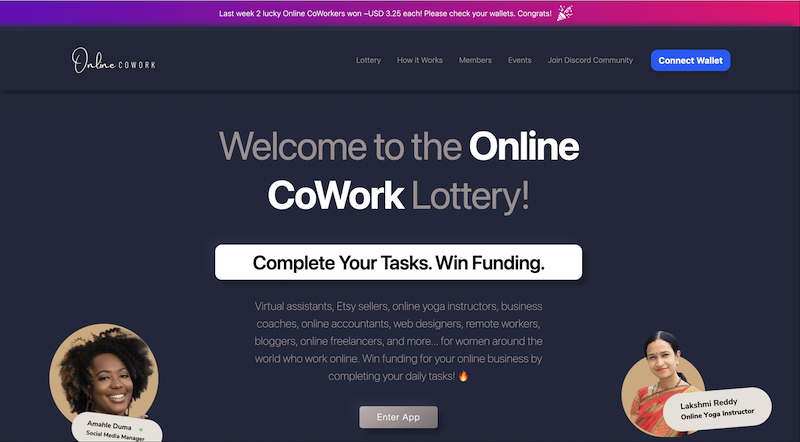 Last week 2 lucky Online CoWorkers won ~USD 3.25 each! Please check your wallets. Congrats! 🎉
Online COWORK
Lottery How it Works Members Events Join Discord Community Connect Wallet
Welcome to the Online
CoWork Lottery!
Complete Your Tasks. Win Funding.
Virtual assistants, Etsy sellers, online yoga instructors, business
coaches, online accountants, web designers, remote workers,
bloggers, online freelancers, and more... for women around the
world who work online. Win funding for your online business by
completing your daily tasks! 🔥
Enter App
Amahle Duma
Social Media Manager
Lakshmi Reddy
Online Yoga Instructor